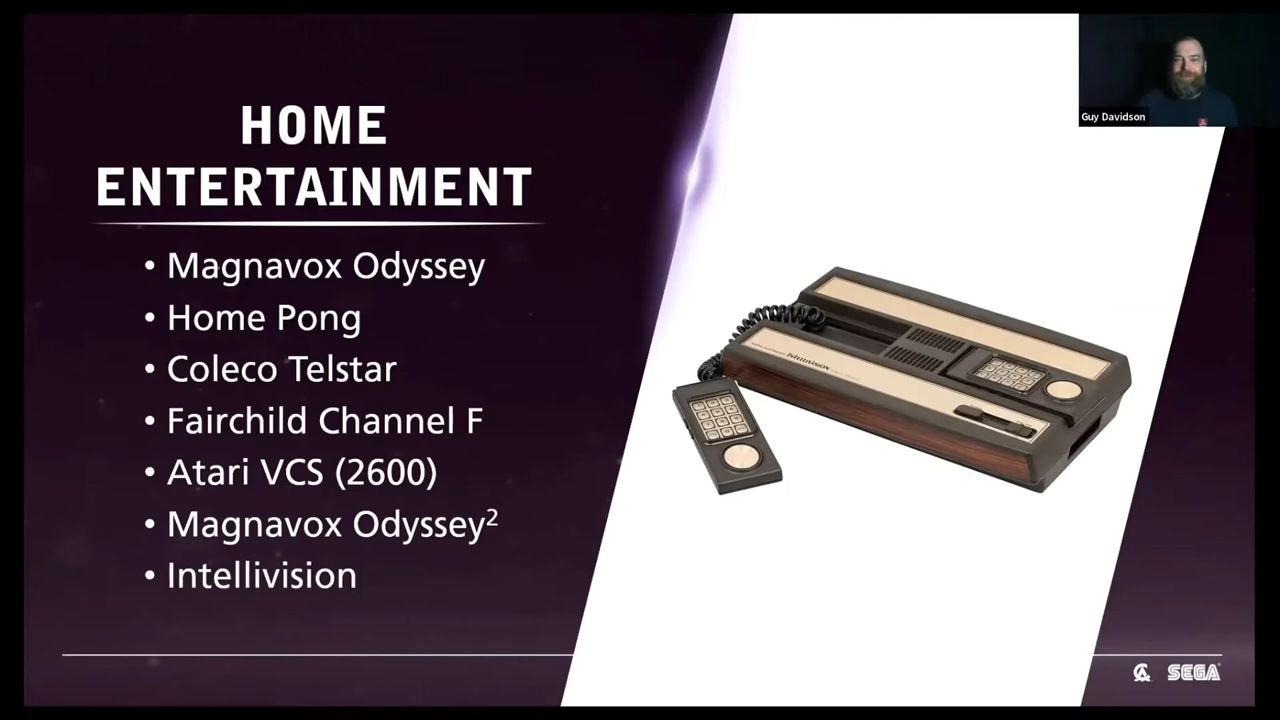 HOME
ENTERTAINMENT
• Magnavox Odyssey
• Home Pong
• Coleco Telstar
• Fairchild Channel F
• Atari VCS (2600)
• Magnavox Odyssey²
• Intellivision
INTELLIVISION
Guy Davidson
SEGA